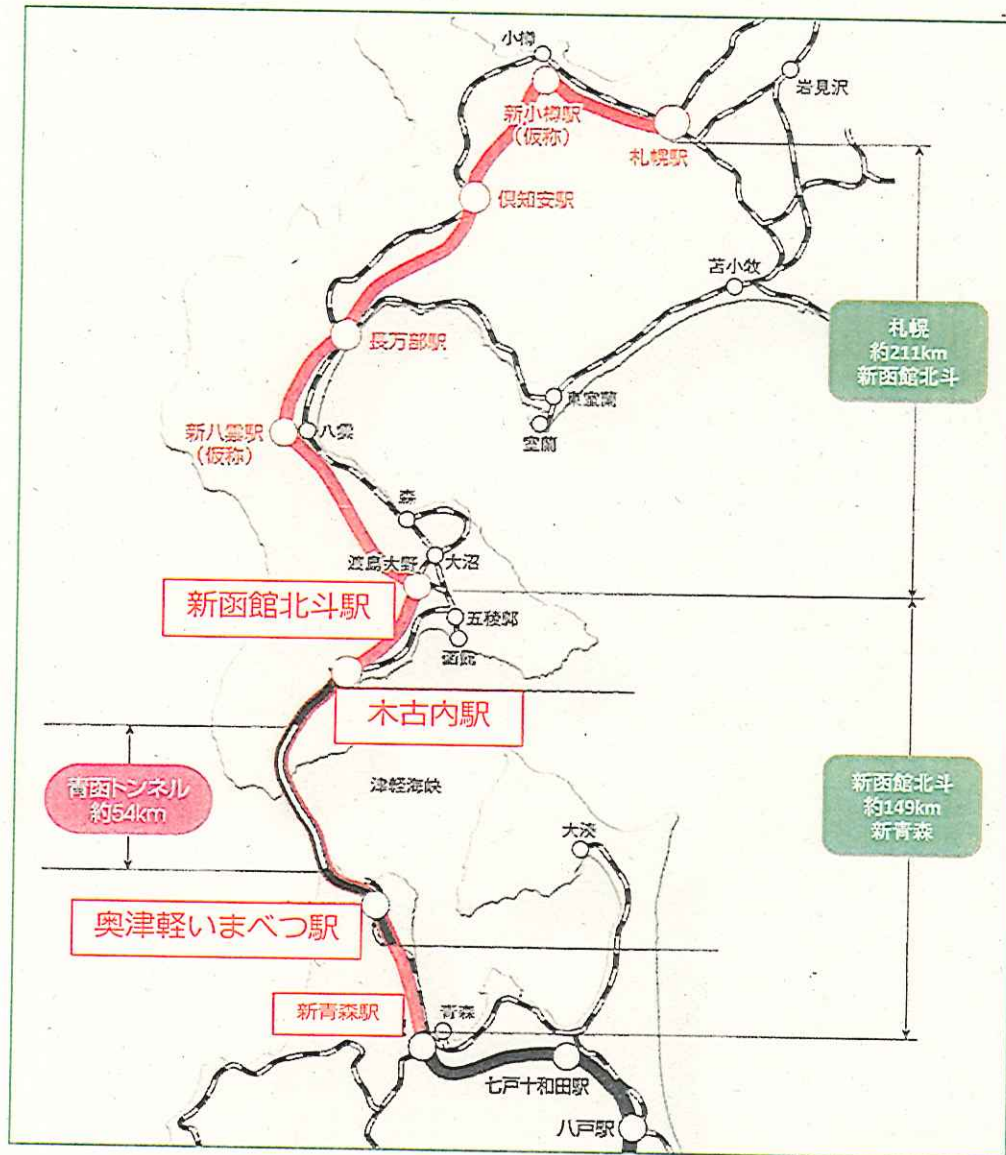 小樽
岩見沢
新小樽駅
(仮称)
札幌駅
倶知安駅
苫小牧
札幌
約211km
新函館北斗
長万部駅
東室蘭
室蘭
新八雲駅
(仮称)
八雲
森
渡島大野
大沼
新函館北斗駅
五稜郭
函館
木古内駅
青函トンネル
約54km
津軽海峡
新函館北斗
約149km
新青森
大湊
奥津軽いまべつ駅
新青森駅
青森
七戸十和田駅
八戸駅